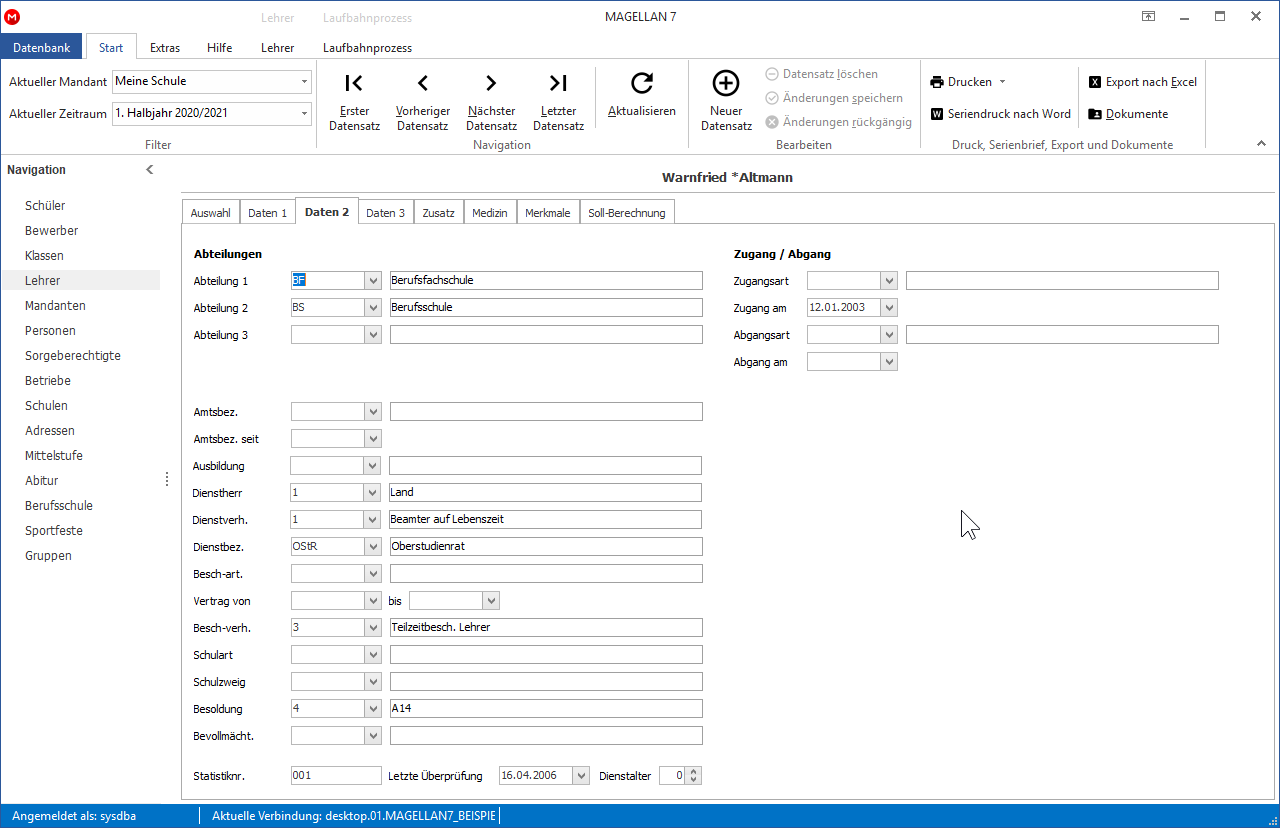 Lehrer Laufbahnprozess MAGELLAN 7
Datenbank Start Extras Hilfe Lehrer Laufbahnprozess
Aktueller Mandant Meine Schule
Aktueller Zeitraum 1. Halbjahr 2020/2021
Filter
Erster Datensatz
Vorheriger Datensatz
Nächster Datensatz
Letzter Datensatz
Aktualisieren
Navigation
Neuer Datensatz
Datensatz löschen
Änderungen speichern
Änderungen rückgängig
Bearbeiten
Drucken
Seriendruck nach Word
Export nach Excel
Dokumente
Druck, Serienbrief, Export und Dokumente
Navigation
Schüler
Bewerber
Klassen
Lehrer
Mandanten
Personen
Sorgeberechtigte
Betriebe
Schulen
Adressen
Mittelstufe
Abitur
Berufsschule
Sportfeste
Gruppen
Warnfried *Altmann
Auswahl Daten 1 Daten 2 Daten 3 Zusatz Medizin Merkmale Soll-Berechnung
Abteilungen
Abteilung 1 BF Berufsfachschule
Abteilung 2 BS Berufsschule
Abteilung 3
Zugang / Abgang
Zugangsart
Zugang am 12.01.2003
Abgangsart
Abgang am
Amtsbez.
Amtsbez. seit
Ausbildung
Dienstherr 1 Land
Dienstverh. 1 Beamter auf Lebenszeit
Dienstbez. OStR Oberstudienrat
Besch-art.
Vertrag von bis
Besch-verh. 3 Teilzeitbesch. Lehrer
Schulart
Schulzweig
Besoldung 4 A14
Bevollmächt.
Statistiknr. 001 Letzte Überprüfung 16.04.2006 Dienstalter 0
Angemeldet als: sysdba Aktuelle Verbindung: desktop.01.MAGELLAN7_BEISPIE